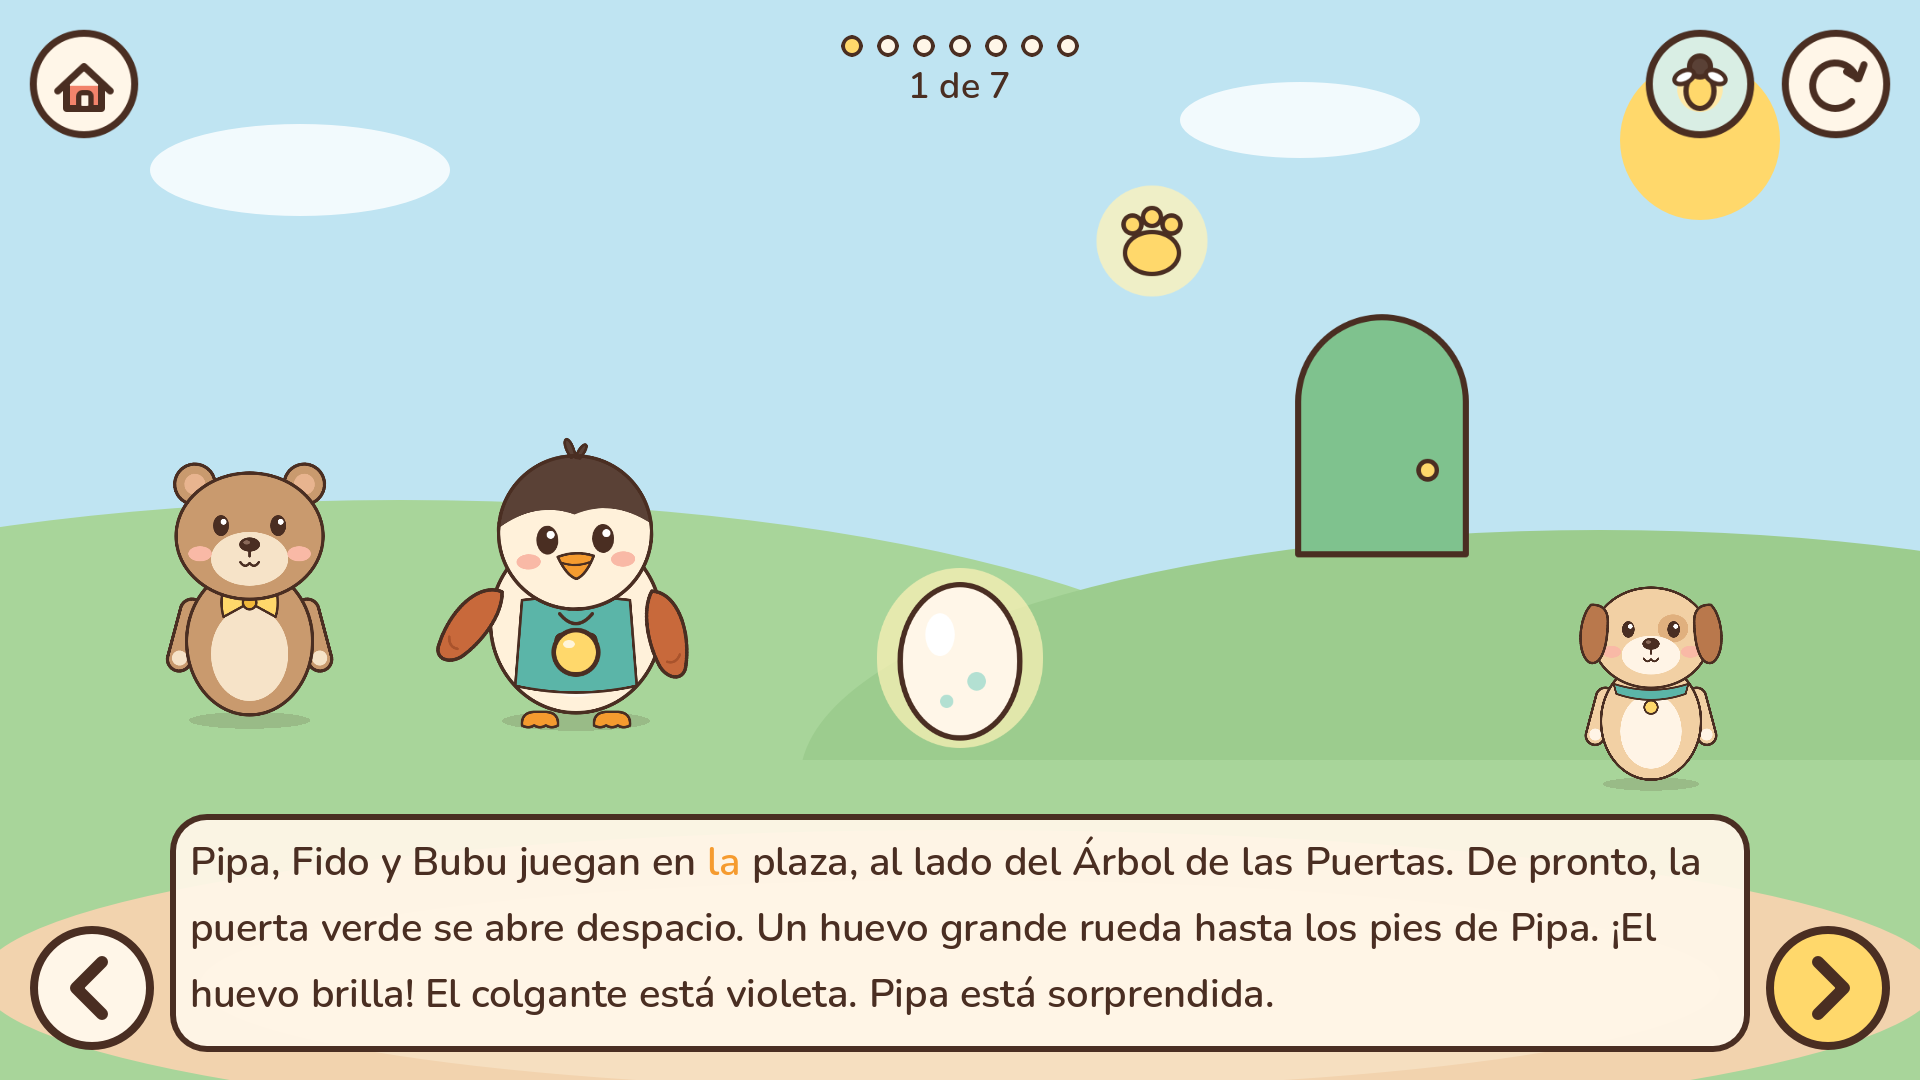 1 de 7
Pipa, Fido y Bubu juegan en la plaza, al lado del Árbol de las Puertas. De pronto, la
puerta verde se abre despacio. Un huevo grande rueda hasta los pies de Pipa. ¡El
huevo brilla! El colgante está violeta. Pipa está sorprendida.